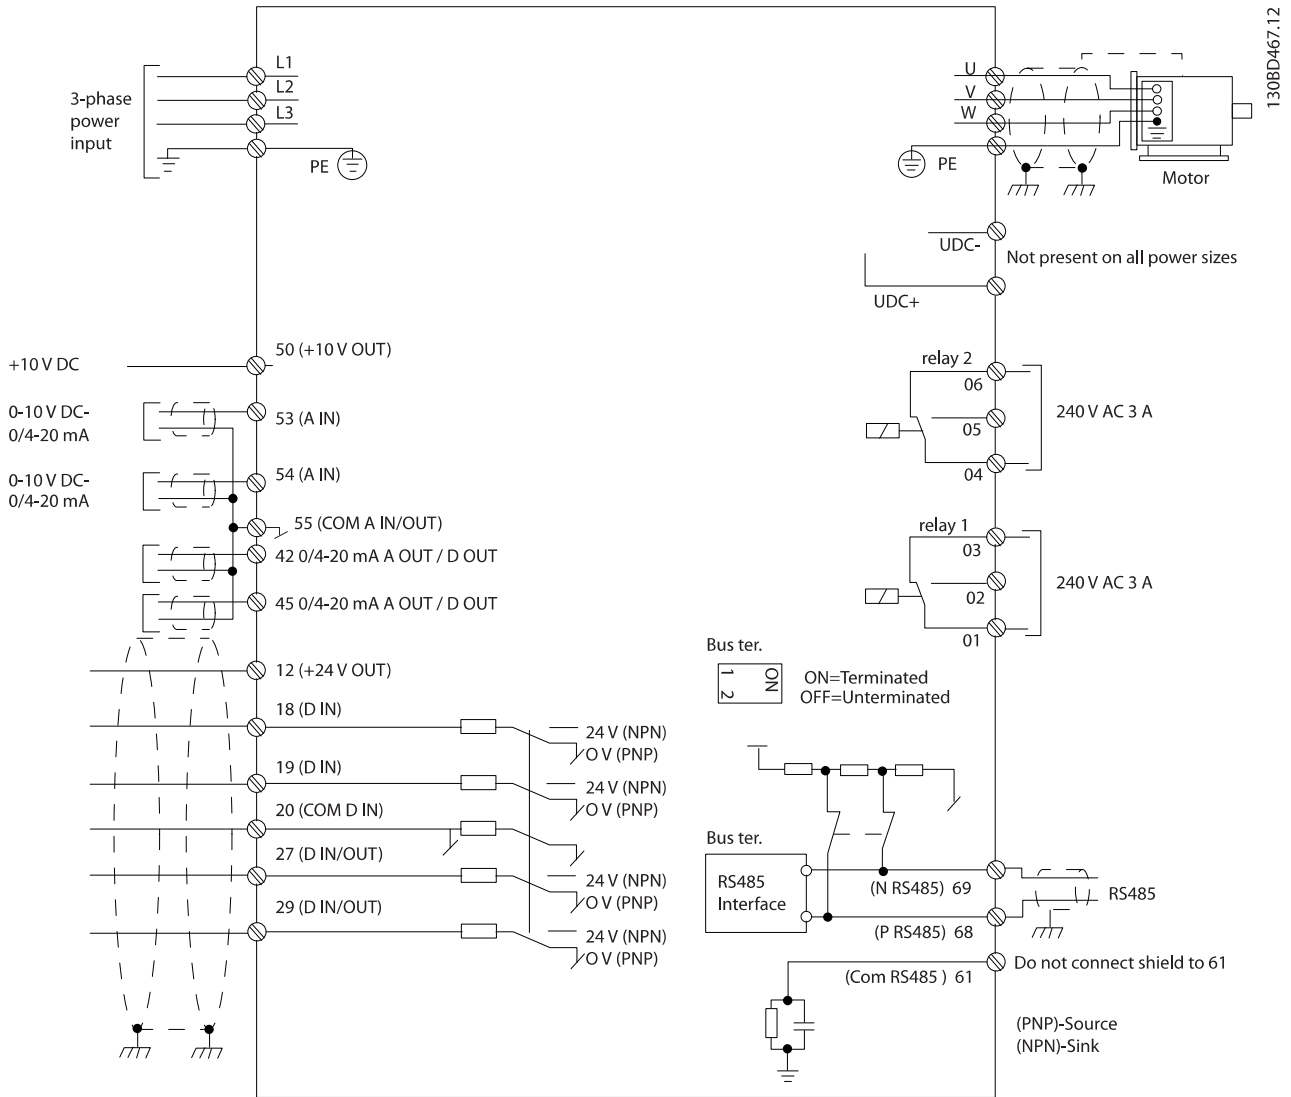 130BD467.12
L1
L2
L3
3-phase
power
input
PE
U
V
W
PE
Motor
UDC-
Not present on all power sizes
UDC+
+10 V DC
50 (+10 V OUT)
0-10 V DC-
0/4-20 mA
53 (A IN)
0-10 V DC-
0/4-20 mA
54 (A IN)
55 (COM A IN/OUT)
42 0/4-20 mA A OUT / D OUT
45 0/4-20 mA A OUT / D OUT
12 (+24 V OUT)
18 (D IN)
24 V (NPN)
O V (PNP)
19 (D IN)
24 V (NPN)
O V (PNP)
20 (COM D IN)
27 (D IN/OUT)
24 V (NPN)
O V (PNP)
29 (D IN/OUT)
24 V (NPN)
O V (PNP)
relay 2
06
05
04
240 V AC 3 A
relay 1
03
02
01
240 V AC 3 A
Bus ter.
1
2
ON
ON=Terminated
OFF=Unterminated
Bus ter.
RS485
Interface
(N RS485) 69
(P RS485) 68
RS485
(Com RS485 ) 61
Do not connect shield to 61
(PNP)-Source
(NPN)-Sink